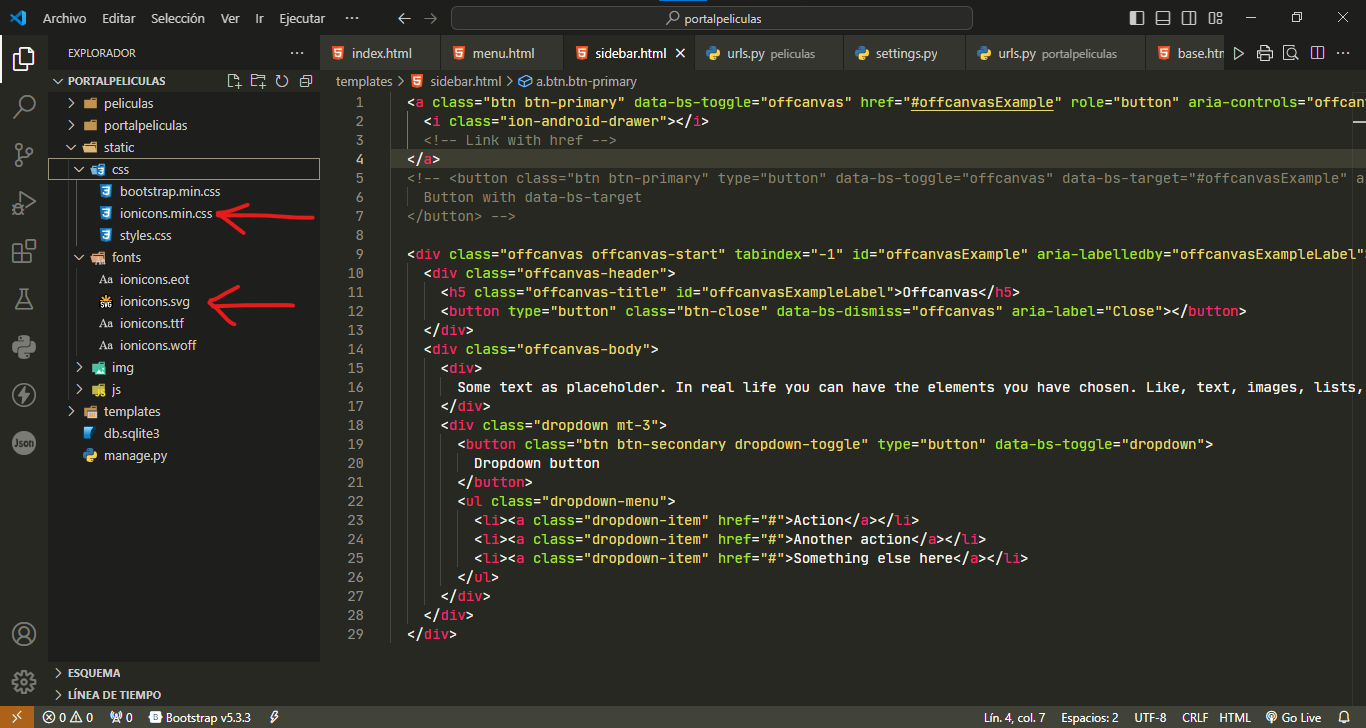 Archivo Editar Selección Ver Ir Ejecutar ··· portalpeliculas
EXPLORADOR
index.html menu.html sidebar.html urls.py peliculas settings.py urls.py portalpeliculas base.htm
PORTALPELICULAS
templates > sidebar.html > a.btn.btn-primary
peliculas
portalpeliculas
static
css
bootstrap.min.css
ionicons.min.css
styles.css
fonts
ionicons.eot
ionicons.svg
ionicons.ttf
ionicons.woff
img
js
templates
db.sqlite3
manage.py
Json
ESQUEMA
LÍNEA DE TIEMPO
1 <a class="btn btn-primary" data-bs-toggle="offcanvas" href="#offcanvasExample" role="button" aria-controls="offcan
2 <i class="ion-android-drawer"></i>
3 <!-- Link with href -->
4 </a>
5 <!-- <button class="btn btn-primary" type="button" data-bs-toggle="offcanvas" data-bs-target="#offcanvasExample" a
6 Button with data-bs-target
7 </button> -->
8
9 <div class="offcanvas offcanvas-start" tabindex="-1" id="offcanvasExample" aria-labelledby="offcanvasExampleLabel"
10 <div class="offcanvas-header">
11 <h5 class="offcanvas-title" id="offcanvasExampleLabel">Offcanvas</h5>
12 <button type="button" class="btn-close" data-bs-dismiss="offcanvas" aria-label="Close"></button>
13 </div>
14 <div class="offcanvas-body">
15 <div>
16 Some text as placeholder. In real life you can have the elements you have chosen. Like, text, images, lists,
17 </div>
18 <div class="dropdown mt-3">
19 <button class="btn btn-secondary dropdown-toggle" type="button" data-bs-toggle="dropdown">
20 Dropdown button
21 </button>
22 <ul class="dropdown-menu">
23 <li><a class="dropdown-item" href="#">Action</a></li>
24 <li><a class="dropdown-item" href="#">Another action</a></li>
25 <li><a class="dropdown-item" href="#">Something else here</a></li>
26 </ul>
27 </div>
28 </div>
29 </div>
0 0 0 Bootstrap v5.3.3 Lín. 4, col. 7 Espacios: 2 UTF-8 CRLF HTML Go Live